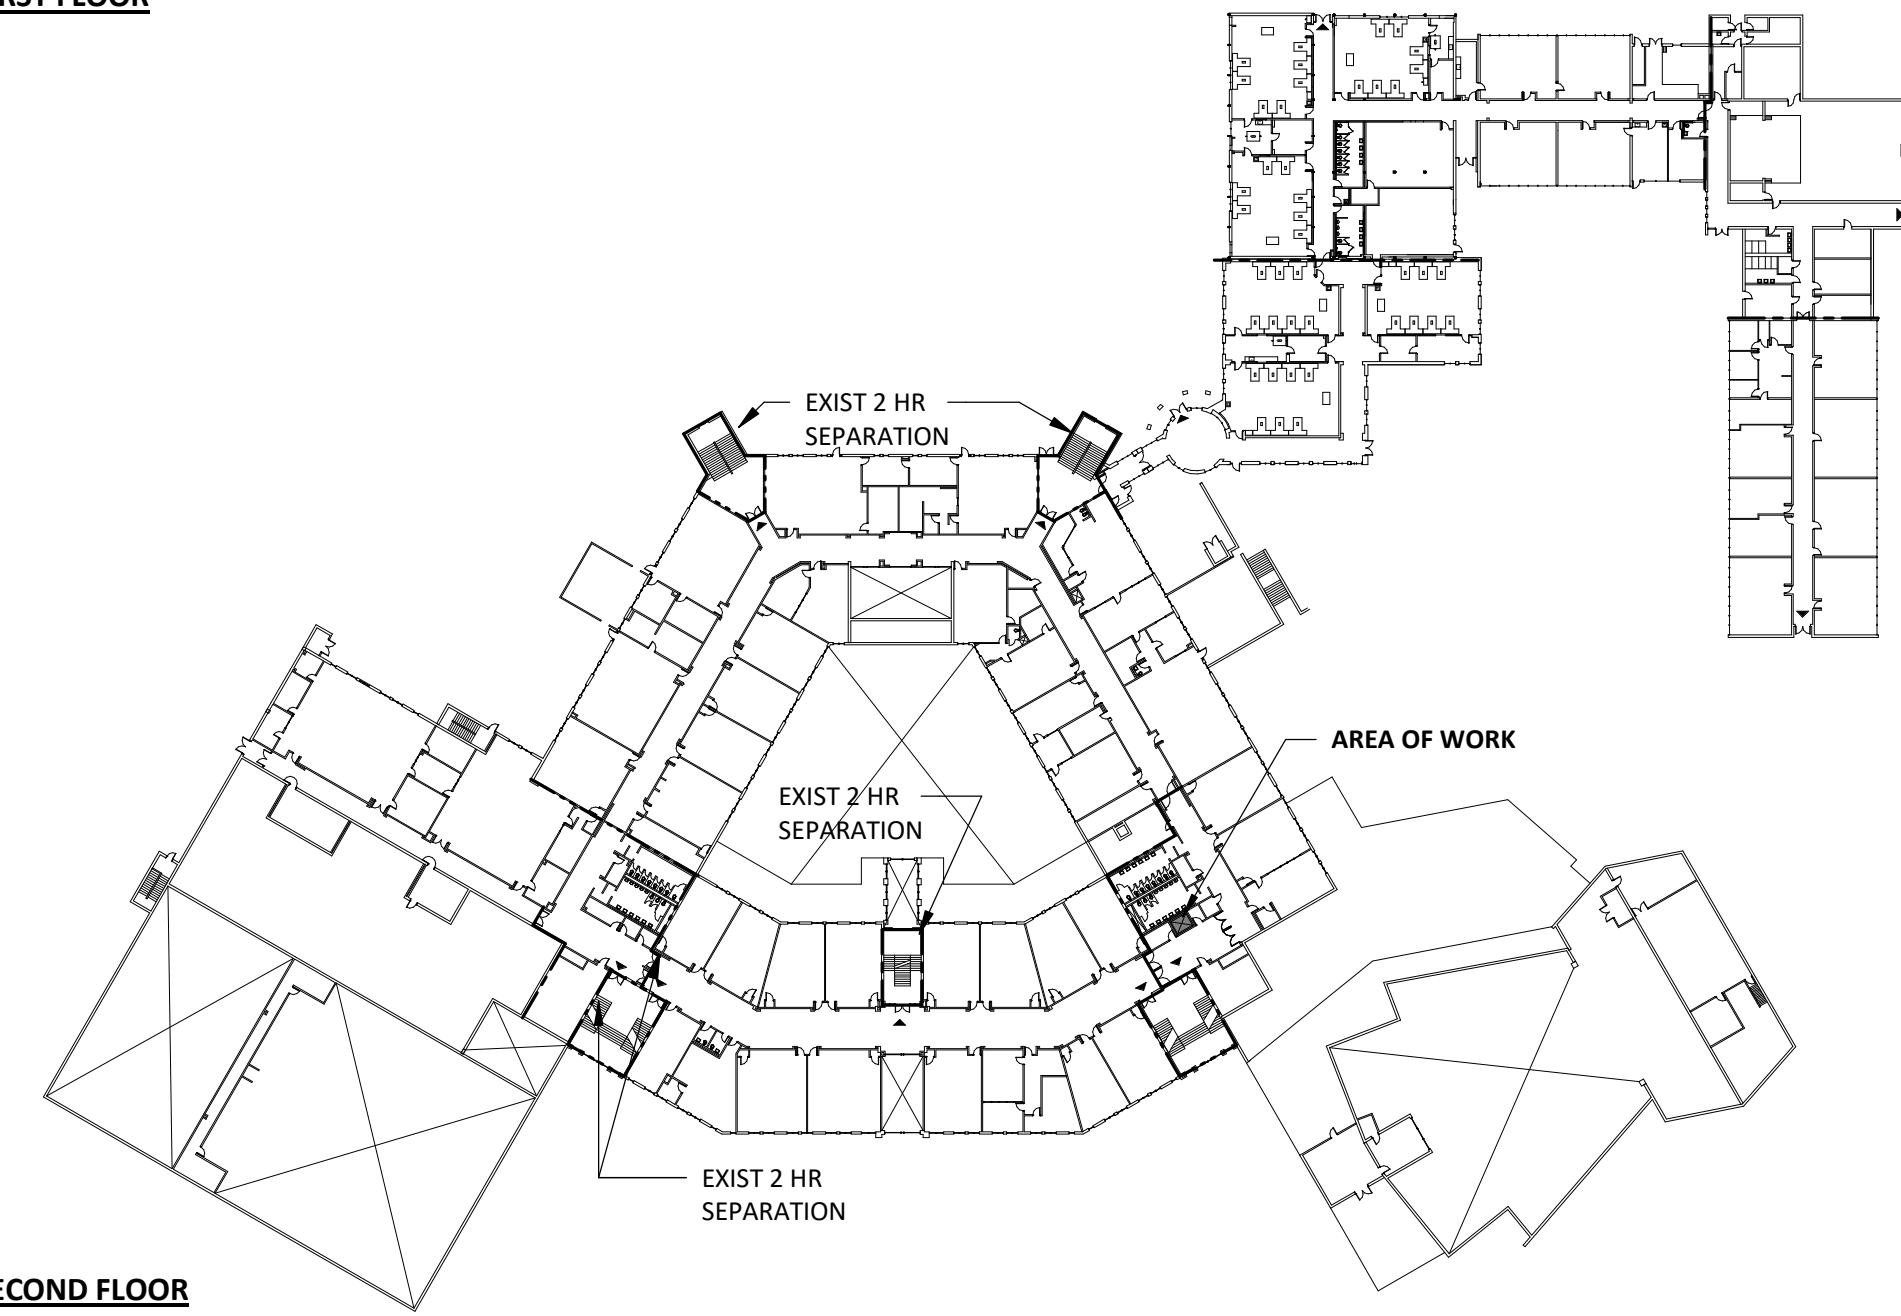 RST FLOOR
EXIST 2 HR
SEPARATION
AREA OF WORK
EXIST 2 HR
SEPARATION
EXIST 2 HR
SEPARATION
ECOND FLOOR